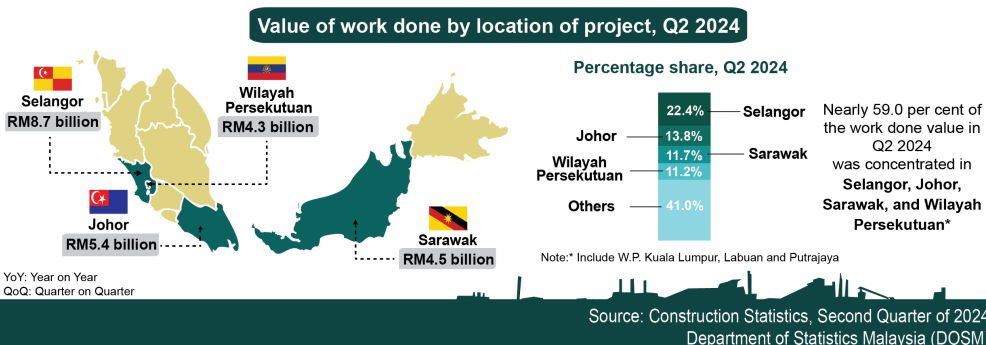 Value of work done by location of project, Q2 2024
Selangor
RM8.7 billion
Wilayah
Persekutuan
RM4.3 billion
Johor
RM5.4 billion
Sarawak
RM4.5 billion
YoY: Year on Year
QoQ: Quarter on Quarter
Percentage share, Q2 2024
22.4%
Selangor
Johor
13.8%
11.7%
Sarawak
Wilayah
Persekutuan
11.2%
Others
41.0%
Nearly 59.0 per cent of
the work done value in
Q2 2024
was concentrated in
Selangor, Johor,
Sarawak, and Wilayah
Persekutuan*
Note:* Include W.P. Kuala Lumpur, Labuan and Putrajaya
Source: Construction Statistics, Second Quarter of 2024
Department of Statistics Malaysia (DOSM)